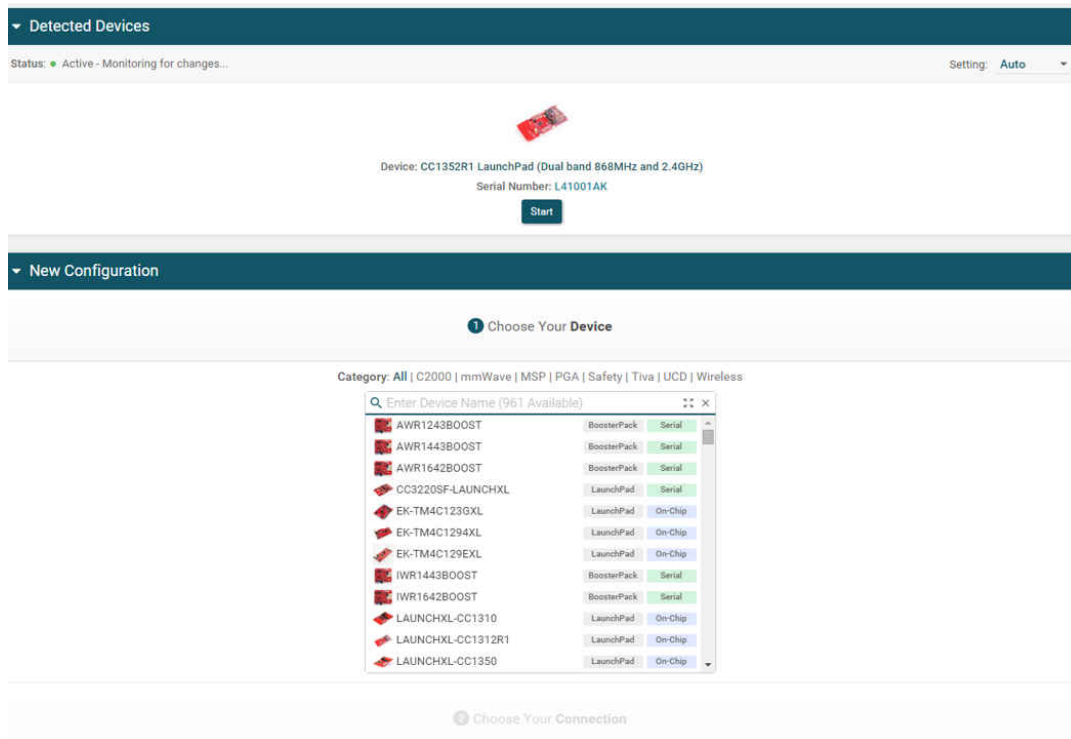 Detected Devices
Status: Active - Monitoring for changes... Setting: Auto
Device: CC1352R1 LaunchPad (Dual band 868MHz and 2.4GHz)
Serial Number: L41001AK
Start
New Configuration
1 Choose Your Device
Category: All | C2000 | mmWave | MSP | PGA | Safety | Tiva | UCD | Wireless
Enter Device Name (961 Available)
AWR1243BOOST BoosterPack Serial
AWR1443BOOST BoosterPack Serial
AWR1642BOOST BoosterPack Serial
CC3220SF-LAUNCHXL LaunchPad Serial
EK-TM4C123GXL LaunchPad On-Chip
EK-TM4C1294XL LaunchPad On-Chip
EK-TM4C129EXL LaunchPad On-Chip
IWR1443BOOST BoosterPack Serial
IWR1642BOOST BoosterPack Serial
LAUNCHXL-CC1310 LaunchPad On-Chip
LAUNCHXL-CC1312R1 LaunchPad On-Chip
LAUNCHXL-CC1350 LaunchPad On-Chip
2 Choose Your Connection